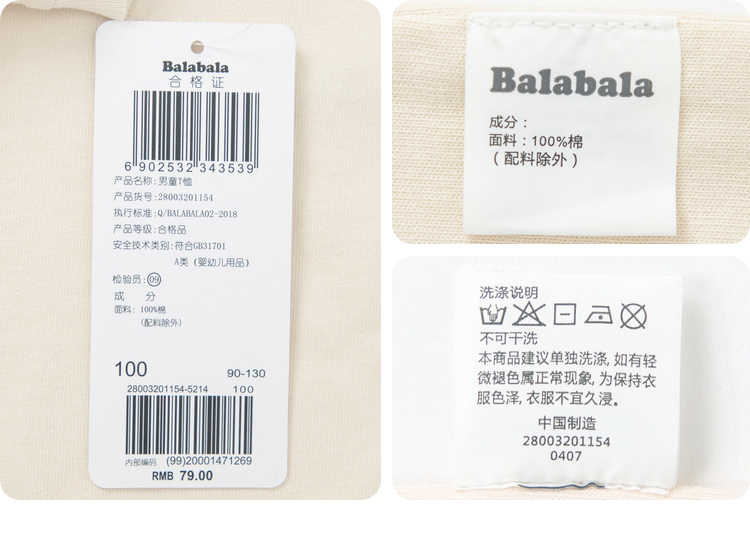 Balabala
合格证
6 902532 343539
产品名称:男童T恤
产品货号:28003201154
执行标准:Q/BALABALA02-2018
产品等级:合格品
安全技术类别:符合GB31701
A类（婴幼儿用品）
检验员:09
成 分
面料: 100%棉
(配料除外)
100 90-130
28003201154-5214 100
内部编码 (99)20001471269
RMB 79.00
Balabala
成分：
面料：100%棉
（ 配料除外 ）
洗涤说明
不可干洗
本商品建议单独洗涤, 如有轻
微褪色属正常现象, 为保持衣
服色泽, 衣服不宜久浸。
中国制造
28003201154
0407